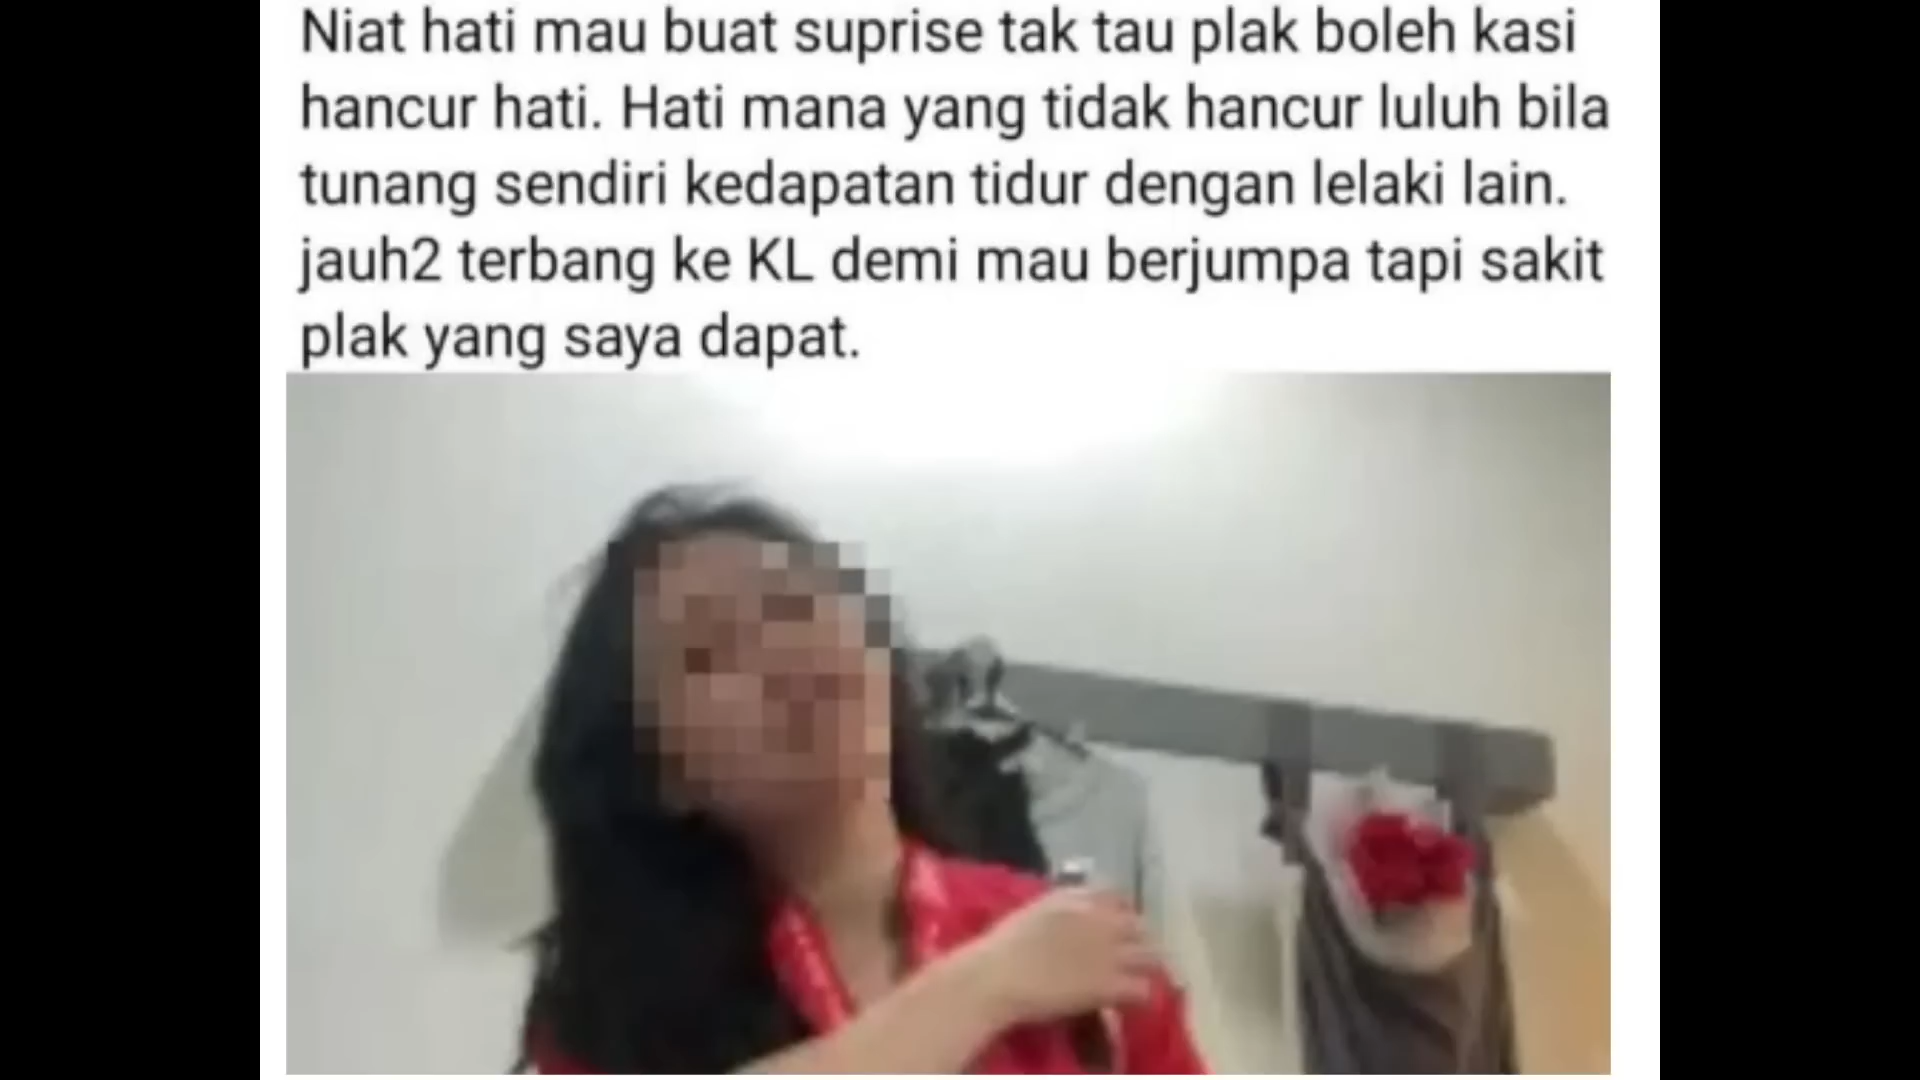 Niat hati mau buat suprise tak tau plak boleh kasi
hancur hati. Hati mana yang tidak hancur luluh bila
tunang sendiri kedapatan tidur dengan lelaki lain.
jauh2 terbang ke KL demi mau berjumpa tapi sakit
plak yang saya dapat.